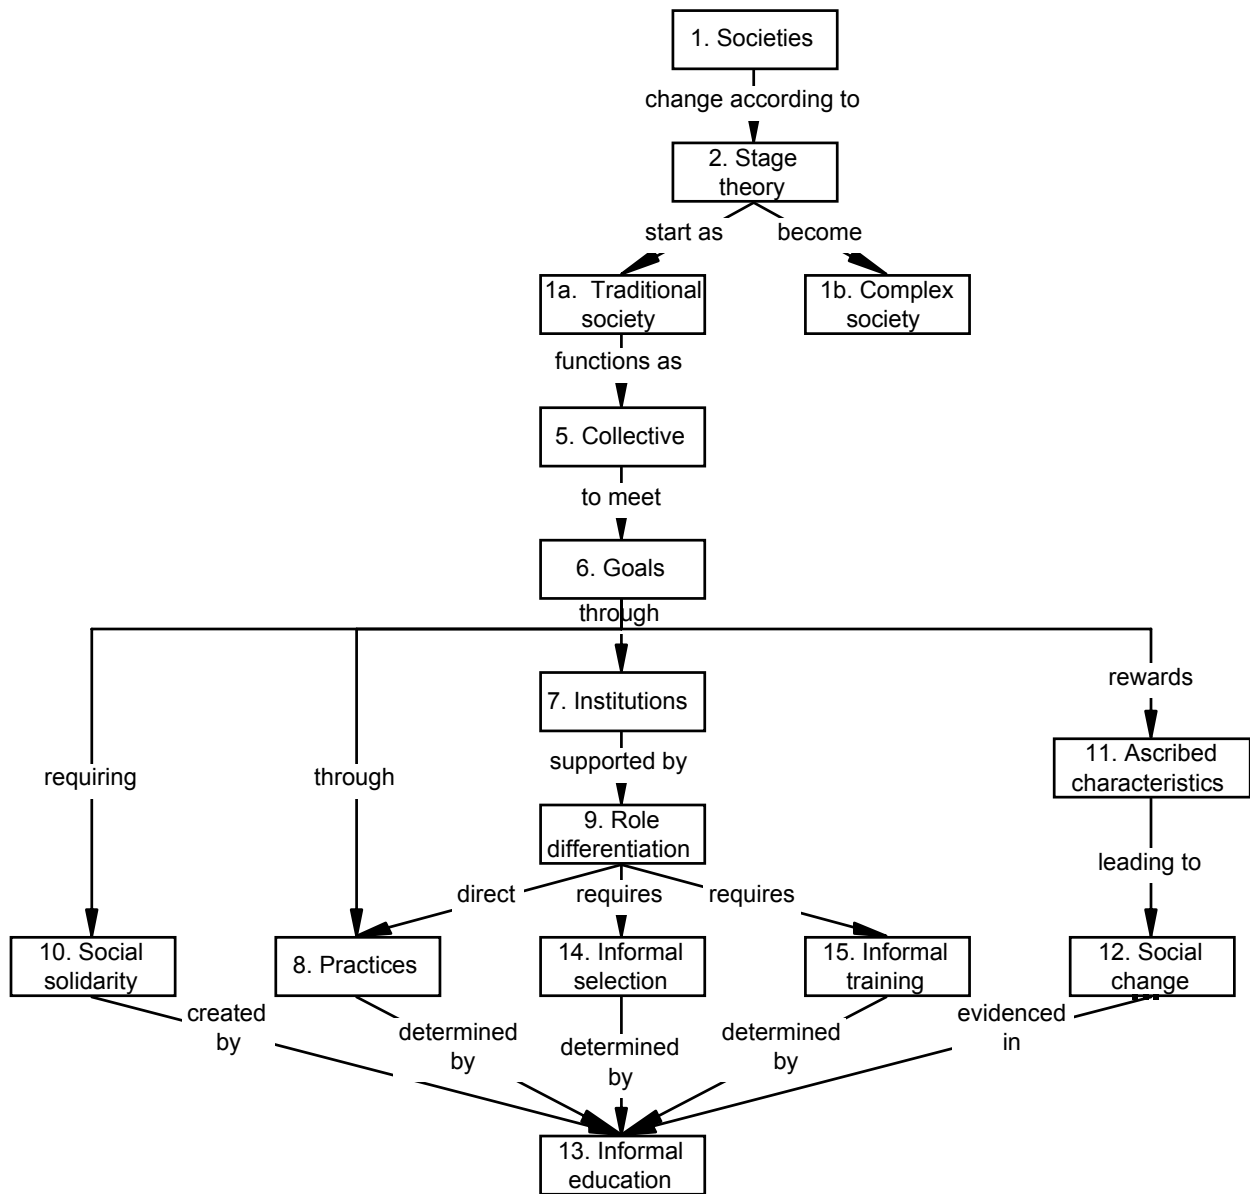 1. Societies
change according to
2. Stage
theory
start as
become
1a.  Traditional
society
1b. Complex
society
functions as
5. Collective
to meet
6. Goals
through
7. Institutions
rewards
supported by
requiring
through
11. Ascribed
characteristics
9. Role
differentiation
leading to
direct
requires
requires
10. Social
solidarity
8. Practices
14. Informal
selection
15. Informal
training
12. Social
change
created
by
determined
by
determined
by
determined
by
evidenced
in
13. Informal
education